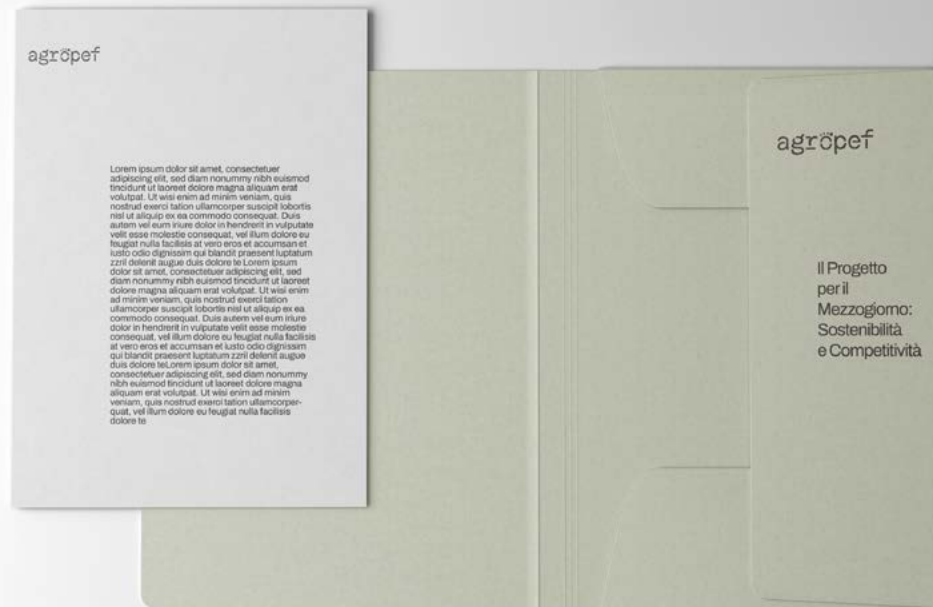 agröpef
Lorem ipsum dolor sit amet, consectetuer
adipiscing elit, sed diam nonummy nibh euismod
tincidunt ut laoreet dolore magna aliquam erat
volutpat. Ut wisi enim ad minim veniam, quis
nostrud exerci tation ullamcorper suscipit lobortis
nisl ut aliquip ex ea commodo consequat. Duis
autem vel eum iriure dolor in hendrerit in vulputate
velit esse molestie consequat, vel illum dolore eu
feugiat nulla facilisis at vero eros et accumsan et
iusto odio dignissim qui blandit praesent luptatum
zzril delenit augue duis dolore te Lorem ipsum
dolor sit amet, consectetuer adipiscing elit, sed
diam nonummy nibh euismod tincidunt ut laoreet
dolore magna aliquam erat volutpat. Ut wisi enim
ad minim veniam, quis nostrud exerci tation
ullamcorper suscipit lobortis nisl ut aliquip ex ea
commodo consequat. Duis autem vel eum iriure
dolor in hendrerit in vulputate velit esse molestie
consequat, vel illum dolore eu feugiat nulla facilisis
at vero eros et accumsan et iusto odio dignissim
qui blandit praesent luptatum zzril delenit augue
duis dolore teLorem ipsum dolor sit amet,
consectetuer adipiscing elit, sed diam nonummy
nibh euismod tincidunt ut laoreet dolore magna
aliquam erat volutpat. Ut wisi enim ad minim
veniam, quis nostrud exerci tation ullamcorper-
quat, vel illum dolore eu feugiat nulla facilisis
dolore te
agröpef
Il Progetto
per il
Mezzogiorno:
Sostenibilità
e Competitività